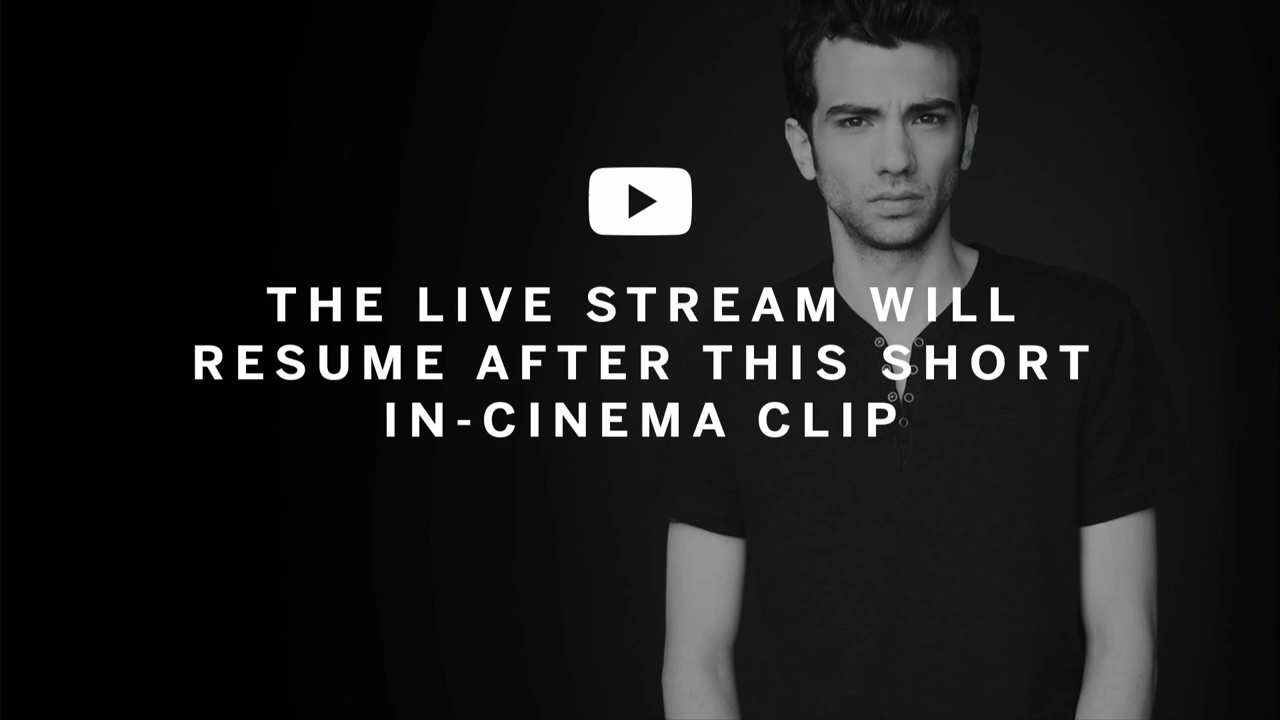 THE LIVE STREAM WILL
RESUME AFTER THIS SHORT
IN-CINEMA CLIP